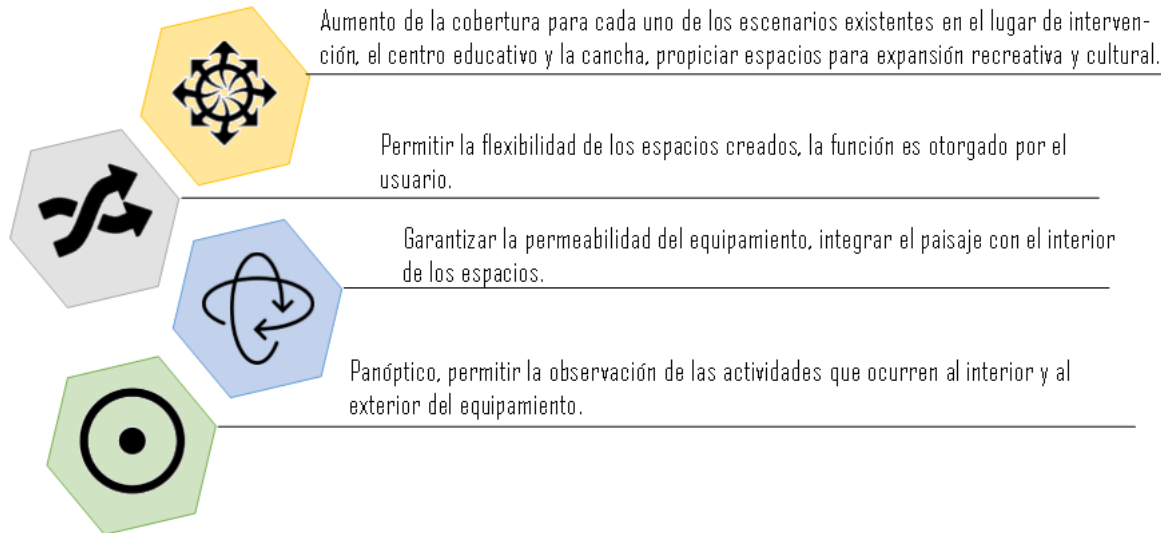 Aumento de la cobertura para cada uno de los escenarios existentes en el lugar de interven-
ción, el centro educativo y la cancha, propiciar espacios para expansión recreativa y cultural.
Permitir la flexibilidad de los espacios creados, la función es otorgado por el
usuario.
Garantizar la permeabilidad del equipamiento, integrar el paisaje con el interior
de los espacios.
Panóptico, permitir la observación de las actividades que ocurren al interior y al
exterior del equipamiento.